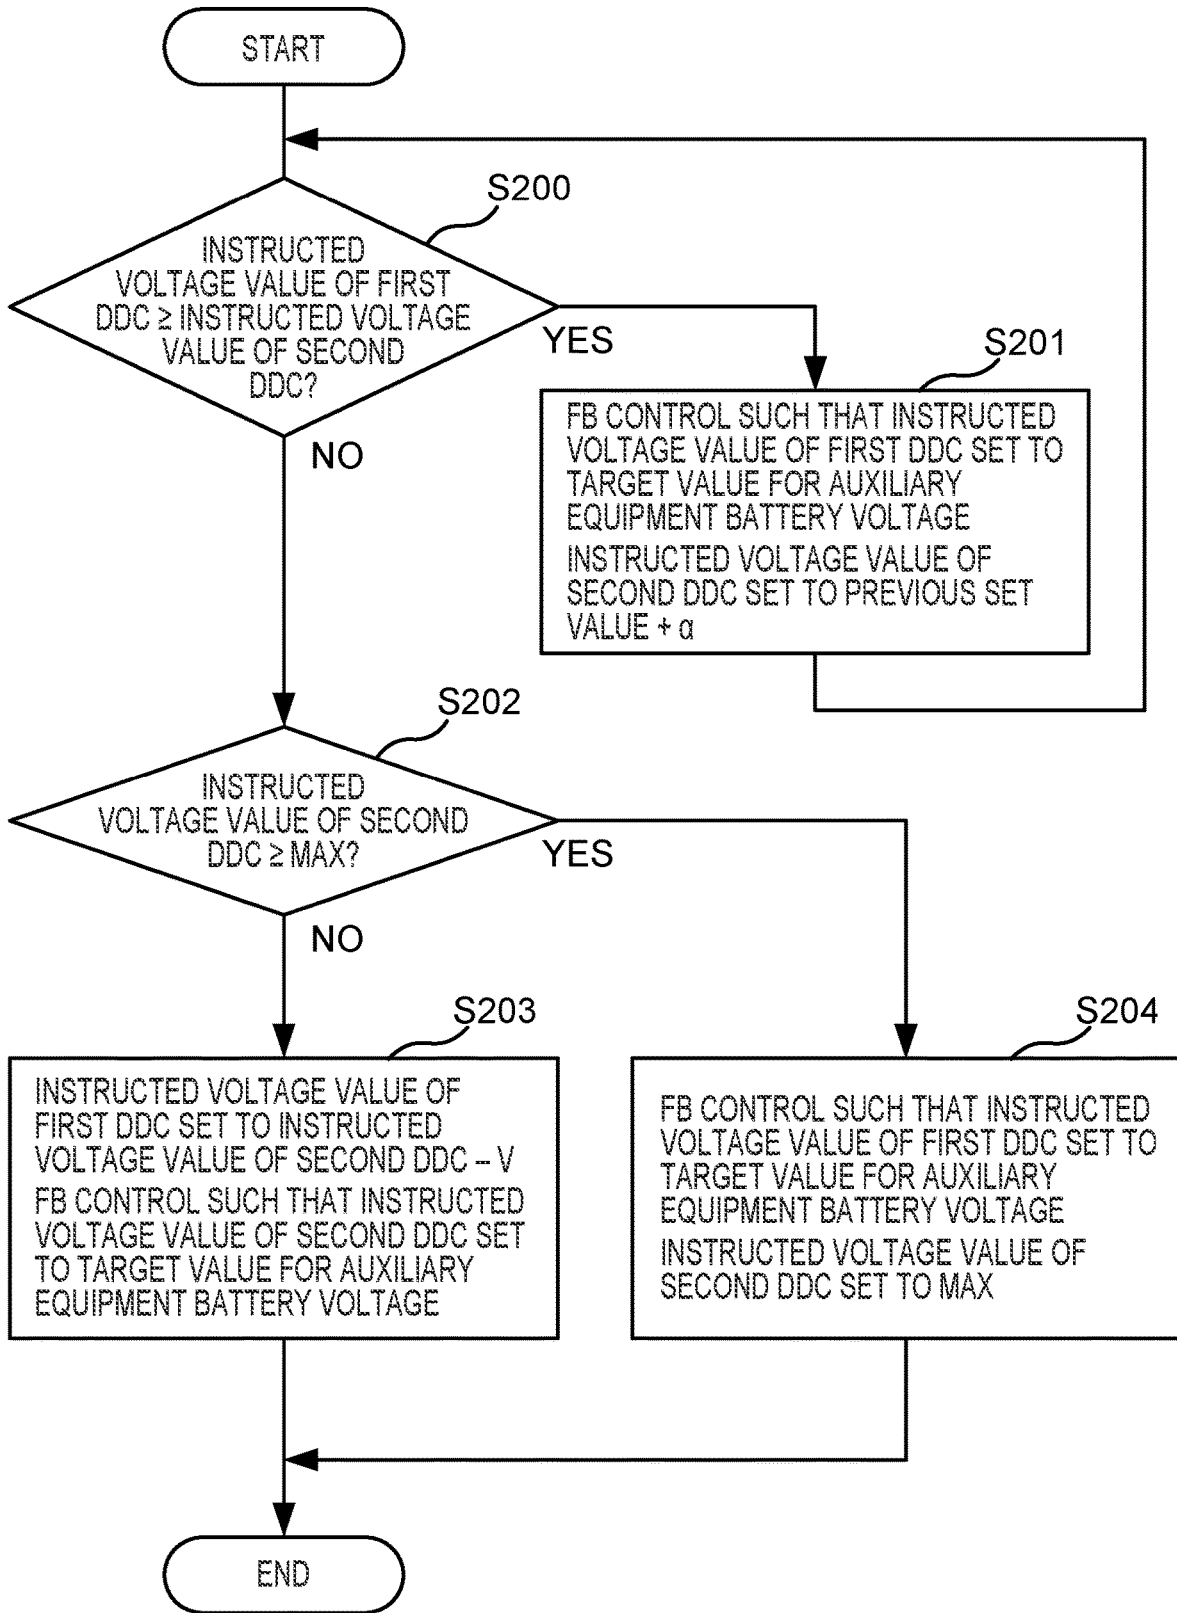 START
S200
INSTRUCTED
VOLTAGE VALUE OF FIRST
DDC ≥ INSTRUCTED VOLTAGE
VALUE OF SECOND
DDC?
YES
NO
S201
FB CONTROL SUCH THAT INSTRUCTED
VOLTAGE VALUE OF FIRST DDC SET TO
TARGET VALUE FOR AUXILIARY
EQUIPMENT BATTERY VOLTAGE
INSTRUCTED VOLTAGE VALUE OF
SECOND DDC SET TO PREVIOUS SET
VALUE + α
S202
INSTRUCTED
VOLTAGE VALUE OF SECOND
DDC ≥ MAX?
YES
NO
S203
INSTRUCTED VOLTAGE VALUE OF
FIRST DDC SET TO INSTRUCTED
VOLTAGE VALUE OF SECOND DDC – V
FB CONTROL SUCH THAT INSTRUCTED
VOLTAGE VALUE OF SECOND DDC SET
TO TARGET VALUE FOR AUXILIARY
EQUIPMENT BATTERY VOLTAGE
S204
FB CONTROL SUCH THAT INSTRUCTED
VOLTAGE VALUE OF FIRST DDC SET TO
TARGET VALUE FOR AUXILIARY
EQUIPMENT BATTERY VOLTAGE
INSTRUCTED VOLTAGE VALUE OF
SECOND DDC SET TO MAX
END